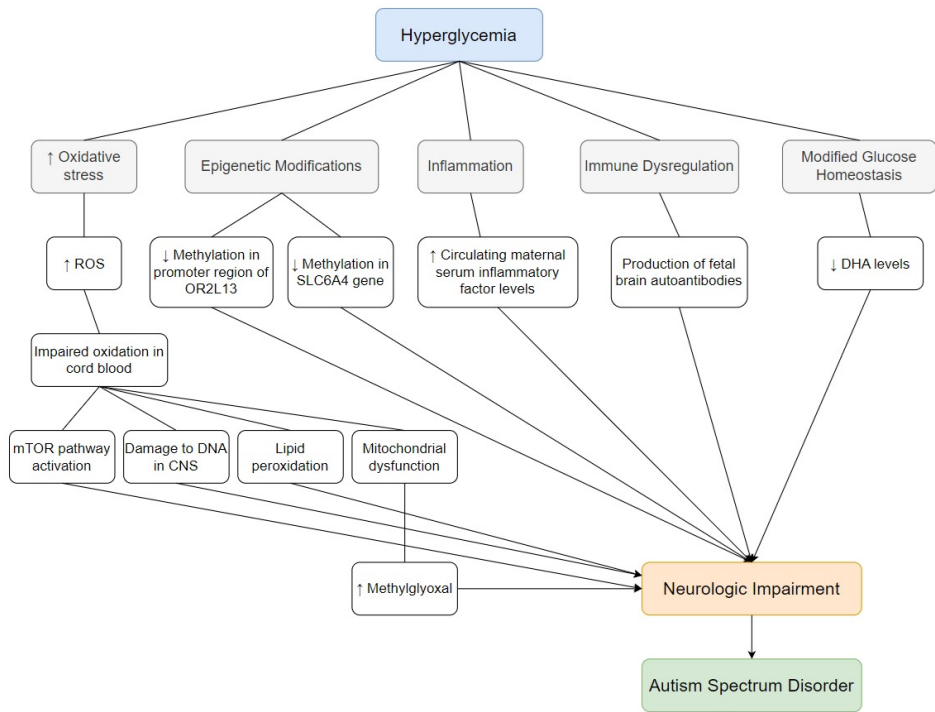 Hyperglycemia
↑ Oxidative
stress
Epigenetic Modifications
Inflammation
Immune Dysregulation
Modified Glucose
Homeostasis
↑ ROS
↓ Methylation in
promoter region of
OR2L13
↓ Methylation in
SLC6A4 gene
↑ Circulating maternal
serum inflammatory
factor levels
Production of fetal
brain autoantibodies
↓ DHA levels
Impaired oxidation in
cord blood
mTOR pathway
activation
Damage to DNA
in CNS
Lipid
peroxidation
Mitochondrial
dysfunction
↑ Methylglyoxal
Neurologic Impairment
Autism Spectrum Disorder